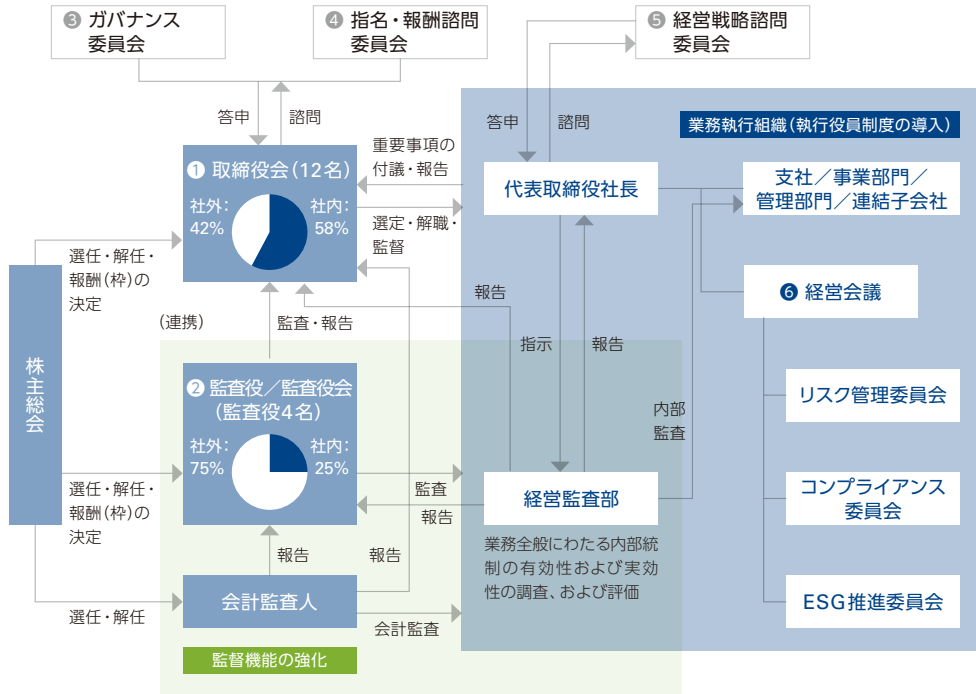 ❸ ガバナンス
委員会
❹ 指名・報酬諮問
委員会
❺ 経営戦略諮問
委員会
答申
諮問
答申
諮問
業務執行組織(執行役員制度の導入)
❶ 取締役会(12名)
社外:
42%
社内:
58%
重要事項の
付議・報告
選定・解職・
監督
代表取締役社長
支社/事業部門/
管理部門/連結子会社
選任・解任・
報酬(枠)の
決定
(連携)
監査・報告
報告
❻ 経営会議
指示
報告
株主総会
❷ 監査役/監査役会
(監査役4名)
社外:
75%
社内:
25%
内部
監査
リスク管理委員会
選任・解任・
報酬(枠)の
決定
監査
報告
経営監査部
コンプライアンス
委員会
業務全般にわたる内部統
制の有効性および実効
性の調査、および評価
報告
報告
選任・解任
会計監査人
会計監査
ESG推進委員会
監督機能の強化